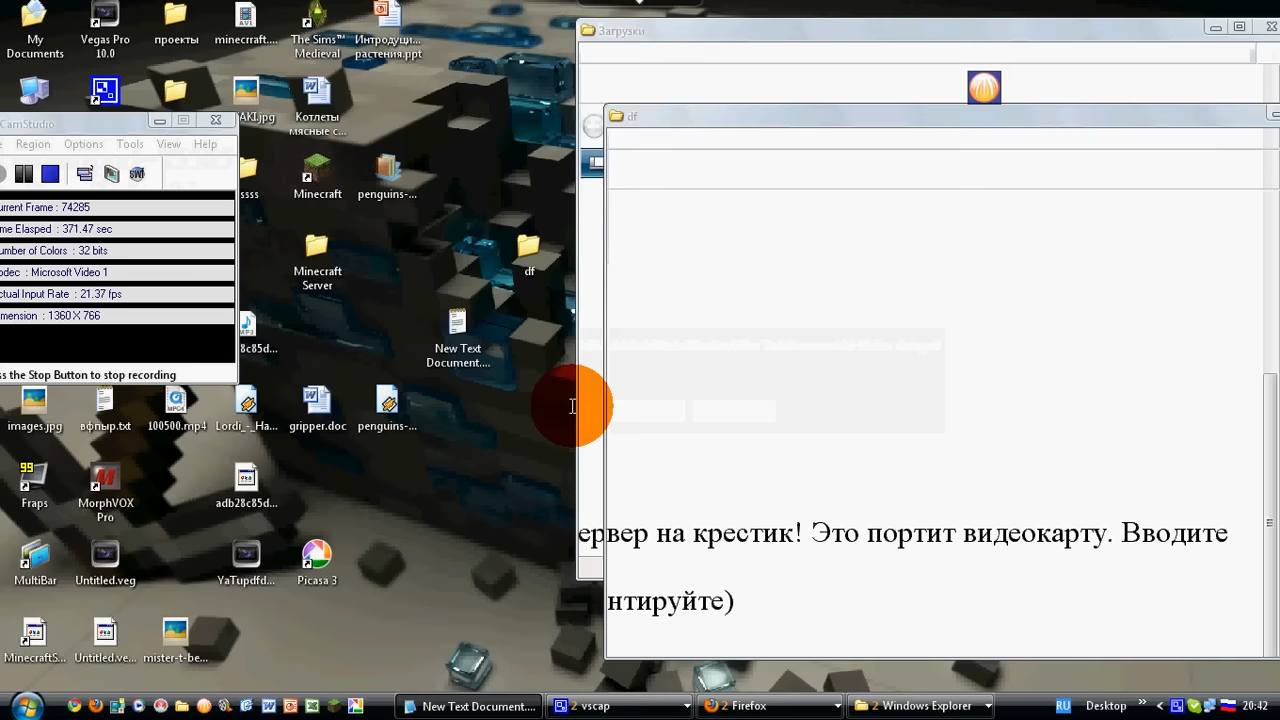 My Documents
Vegas Pro 10.0
проекты
minecrraft....
The Sims™ Medieval
Интродуци... растения.ppt
Загрузки
AKI.jpg
Котлеты мясные с...
df
CamStudio
Region Options Tools View Help
urrent Frame : 74285
me Elasped : 371.47 sec
umber of Colors : 32 bits
odec : Microsoft Video 1
ctual Input Rate : 21.37 fps
mension : 1360 X 766
ss the Stop Button to stop recording
ssss
Minecraft
penguins-...
Minecraft Server
df
8c85d...
New Text Document....
images.jpg
вфпыр.txt
100500.mp4
Lordi_-_Ha...
gripper.doc
penguins-...
99
Fraps
MorphVOX Pro
adb28c85d...
ервер на крестик! Это портит видеокарту. Вводите
нтируйте)
MultiBar
Untitled.veg
YaTupdfd...
Picasa 3
MinecraftS...
Untitled.ve...
mister-t-be...
New Text Document....
2 vscap
2 Firefox
2 Windows Explorer
RU
Desktop
20:42